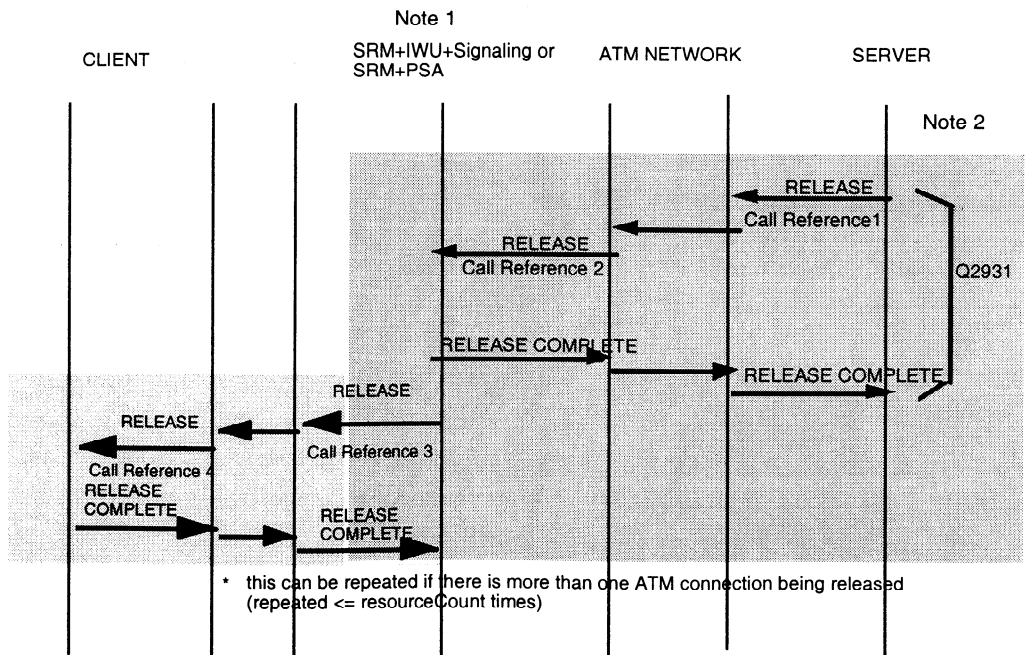 Note 1
CLIENT
SRM+IWU+Signaling or
SRM+PSA
ATM NETWORK
SERVER
Note 2
RELEASE
Call Reference1
RELEASE
Call Reference 2
Q2931
RELEASE COMPLETE
RELEASE COMPLETE
RELEASE
RELEASE
Call Reference 3
Call Reference 4
RELEASE
COMPLETE
RELEASE
COMPLETE
* this can be repeated if there is more than one ATM connection being released
(repeated <= resourceCount times)